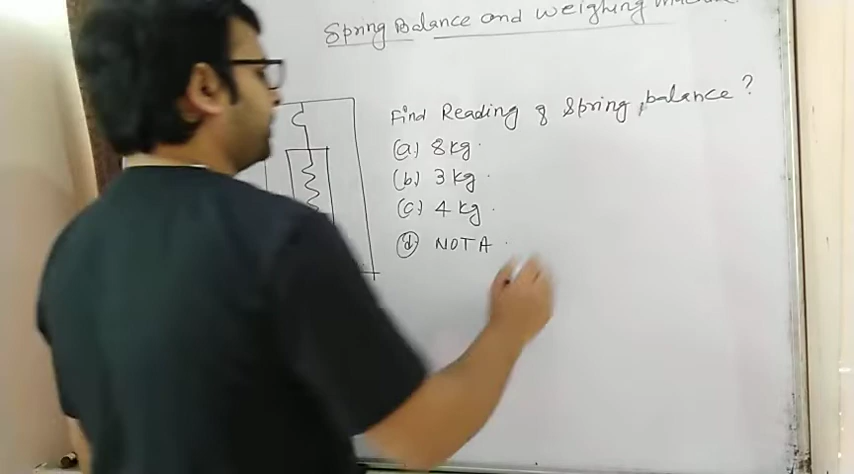 Spring Balance and Weighing
Find Reading of Spring balance?
(a) 8 kg.
(b) 3 kg.
(c) 4 kg.
(d) NOTA.